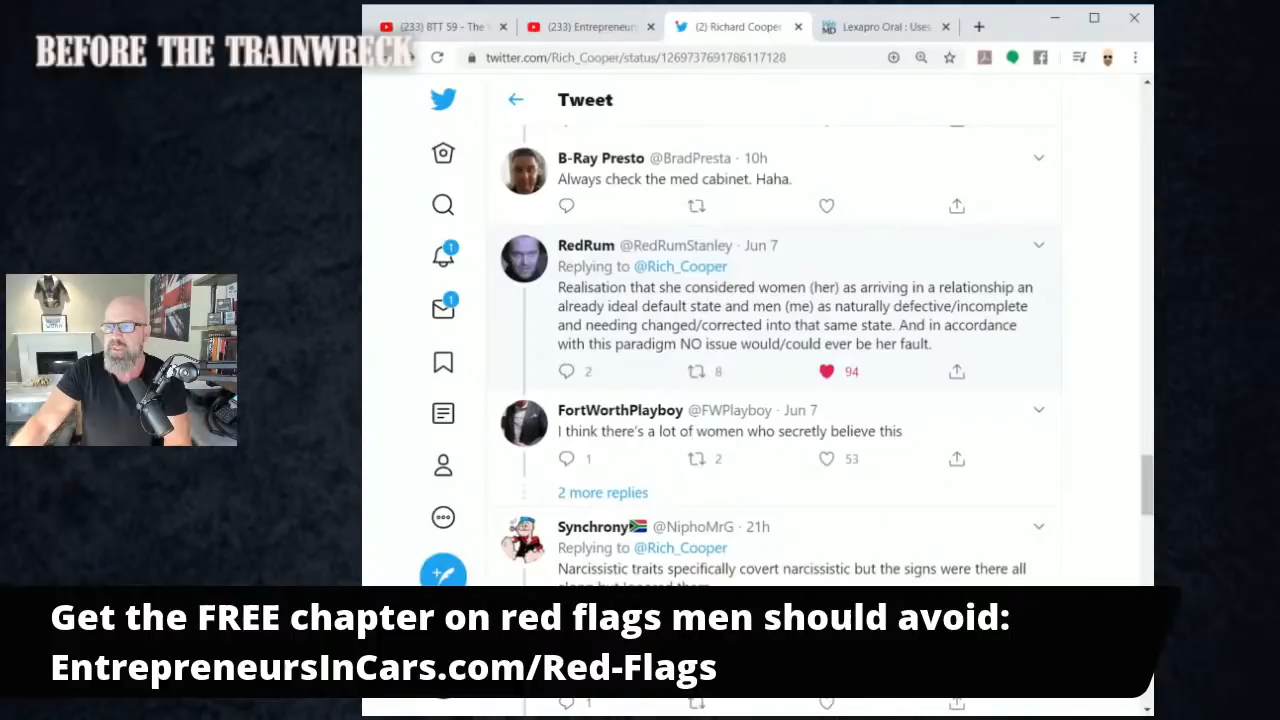 BEFORE THE TRAINWRECK
(233) BTT 59 - The
(233) Entrepreneur
(2) Richard Cooper
Lexapro Oral : Uses
twitter.com/Rich_Cooper/status/1269737691786117128
Tweet
B-Ray Presto @BradPresta · 10h
Always check the med cabinet. Haha.
1
RedRum @RedRumStanley · Jun 7
Replying to @Rich_Cooper
Realisation that she considered women (her) as arriving in a relationship an
already ideal default state and men (me) as naturally defective/incomplete
and needing changed/corrected into that same state. And in accordance
with this paradigm NO issue would/could ever be her fault.
1
2 8 94
FortWorthPlayboy @FWPlayboy · Jun 7
I think there's a lot of women who secretly believe this
1 2 53
2 more replies
Synchrony🇿🇦 @NiphoMrG · 21h
Replying to @Rich_Cooper
Narcissistic traits specifically covert narcissistic but the signs were there all
Get the FREE chapter on red flags men should avoid:
EntrepreneursInCars.com/Red-Flags
1